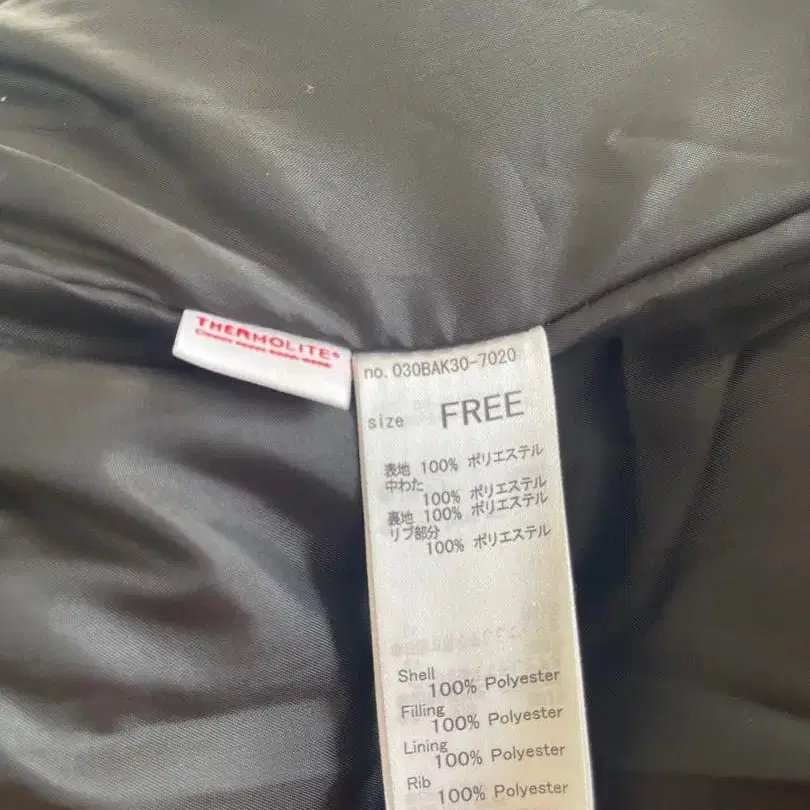 THERMOLITE®
no. 030BAK30-7020
size FREE
表地 100% ポリエステル
中わた
100% ポリエステル
裏地 100% ポリエステル
リブ部分
100% ポリエステル
Shell
100% Polyester
Filling
100% Polyester
Lining
100% Polyester
Rib
100% Polyester